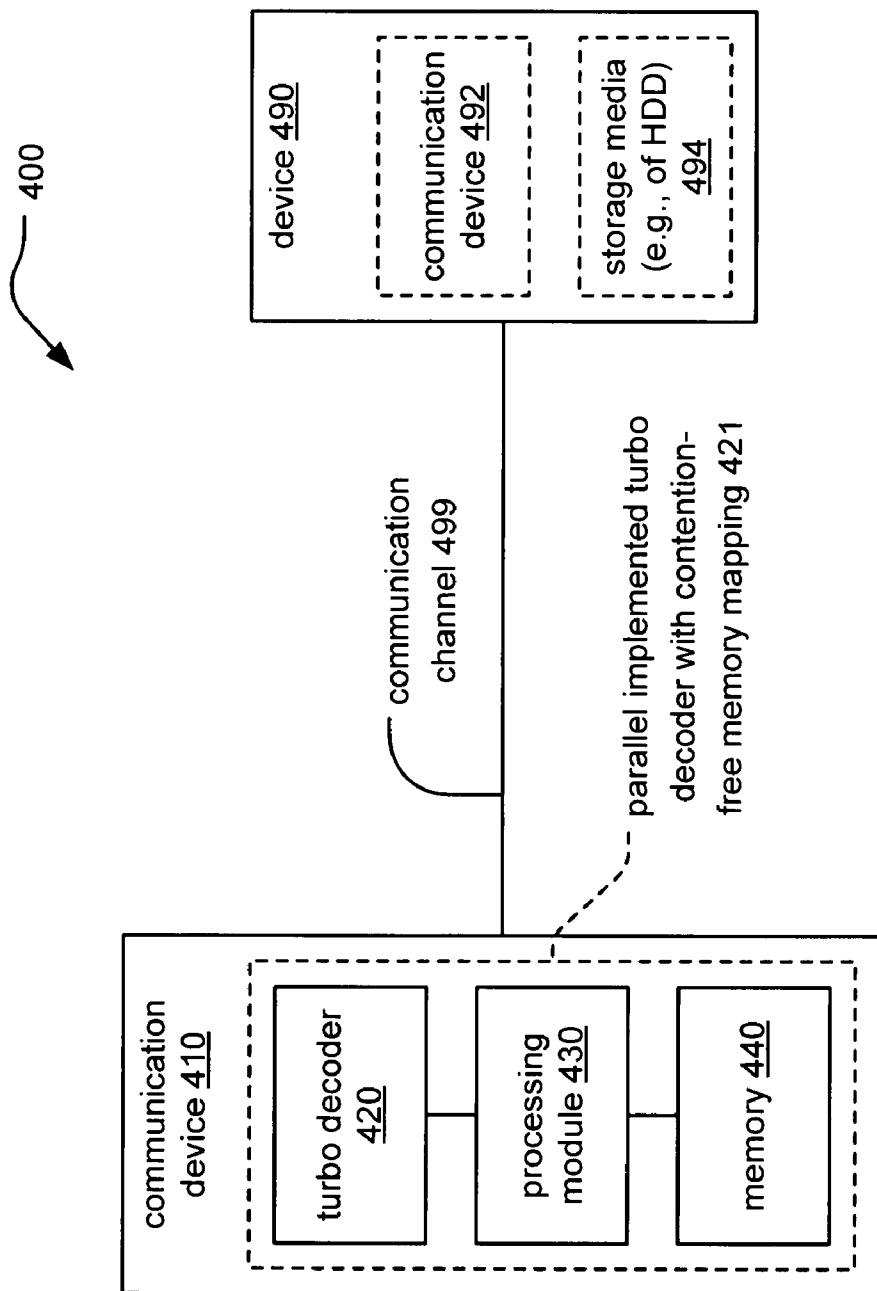 400
communication
device 410
turbo decoder
420
processing
module 430
memory 440
parallel implemented turbo
decoder with contention-
free memory mapping 421
communication
channel 499
device 490
communication
device 492
storage media
(e.g., of HDD)
494